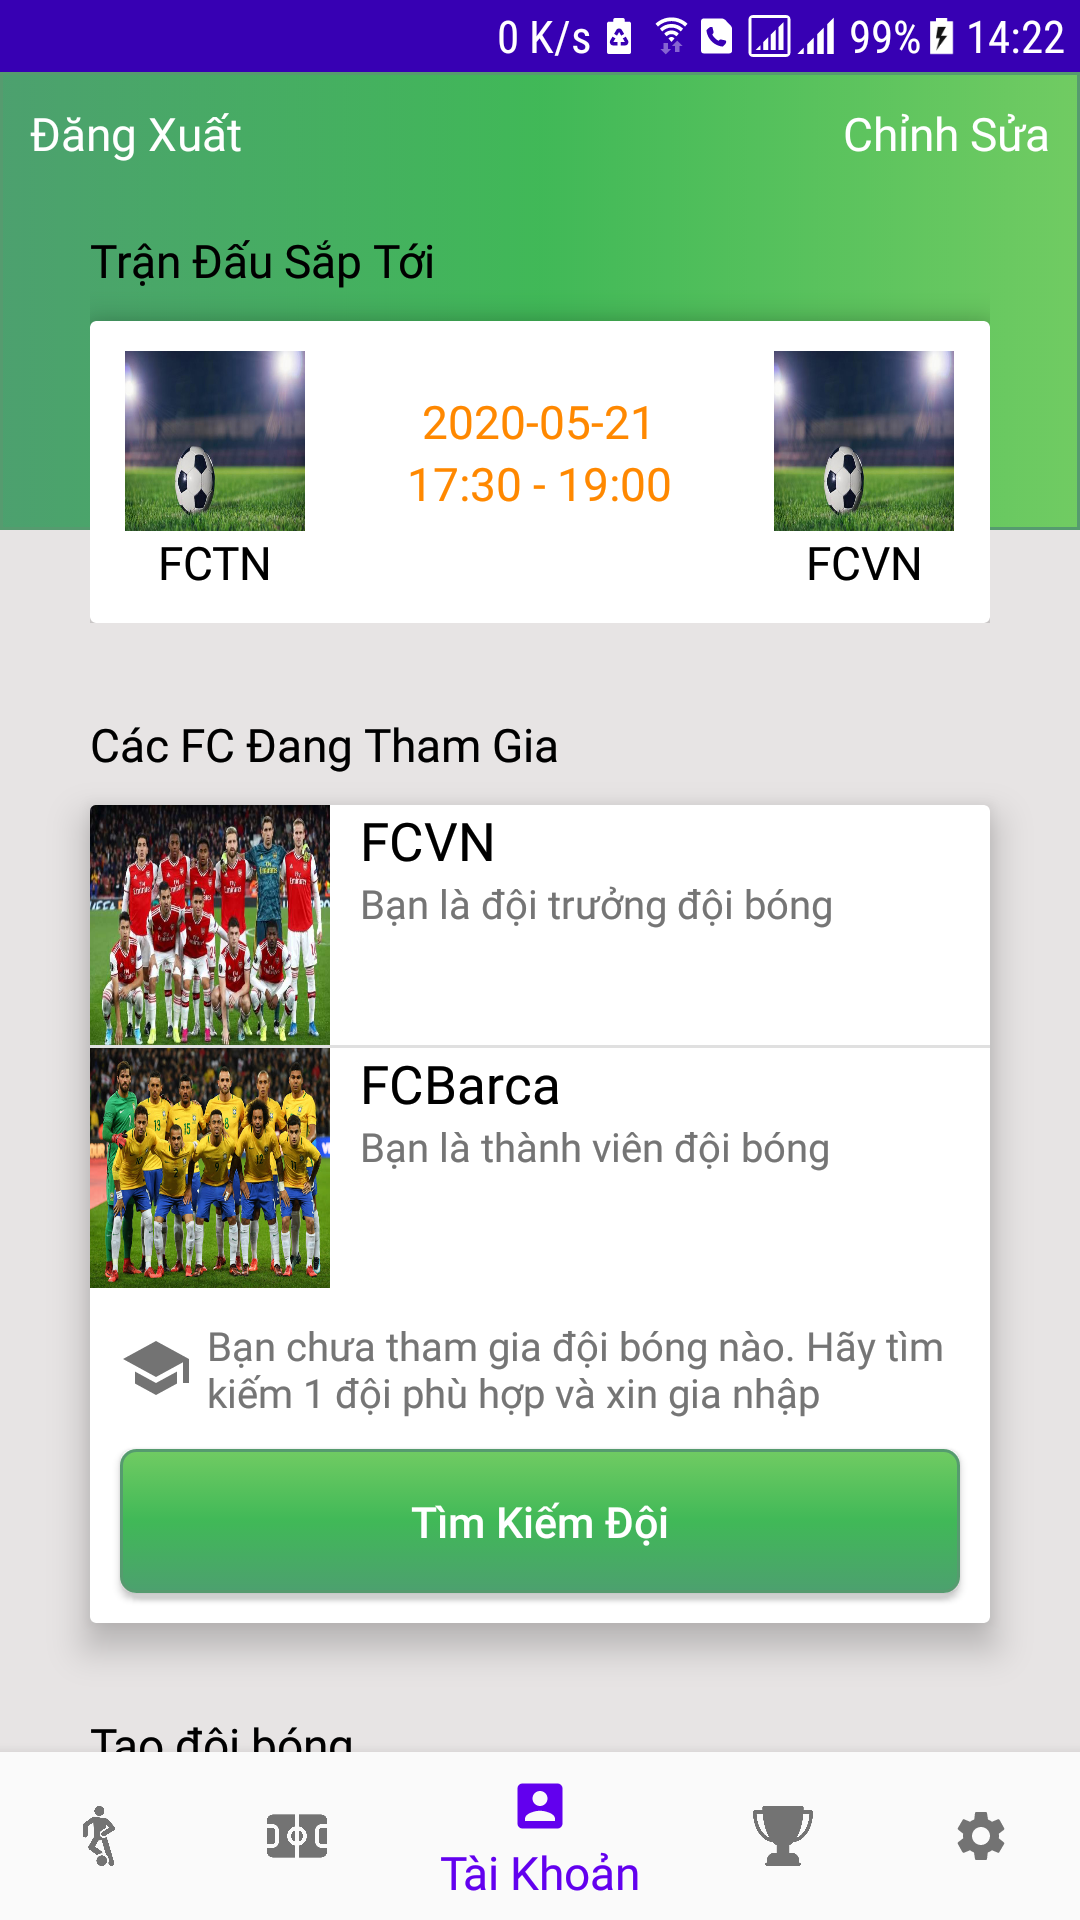 0 K/s 99% 14:22
Đăng Xuất
Chỉnh Sửa
Trận Đấu Sắp Tới
2020-05-21
17:30 - 19:00
FCTN
FCVN
Các FC Đang Tham Gia
FCVN
Bạn là đội trưởng đội bóng
FCBarca
Bạn là thành viên đội bóng
Bạn chưa tham gia đội bóng nào. Hãy tìm
kiếm 1 đội phù hợp và xin gia nhập
Tìm Kiếm Đội
Tạo đội bóng
Tài Khoản